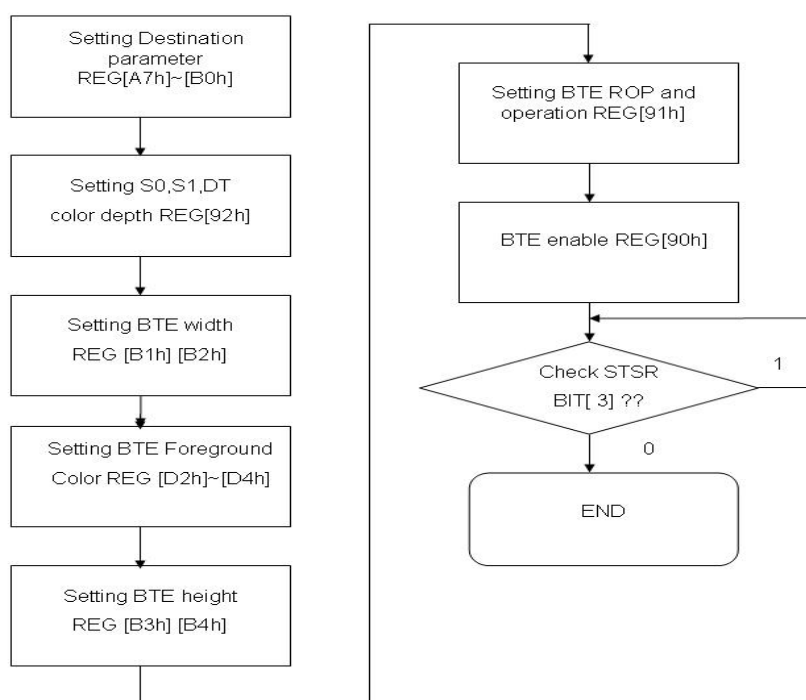 Setting Destination
parameter
REG[A7h]~[B0h]
Setting S0,S1,DT
color depth REG[92h]
Setting BTE width
REG [B1h] [B2h]
Setting BTE Foreground
Color REG [D2h]~[D4h]
Setting BTE height
REG [B3h] [B4h]
Setting BTE ROP and
operation REG[91h]
BTE enable REG[90h]
Check STSR
BIT[ 3] ??
1
0
END